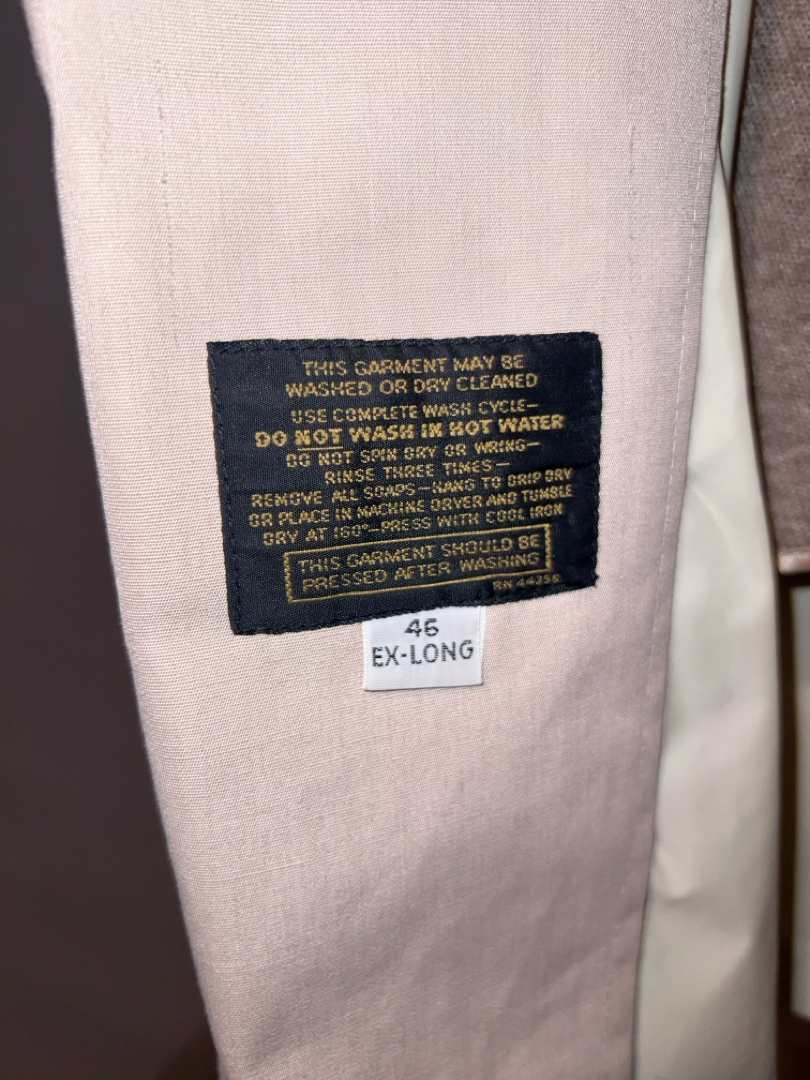 THIS GARMENT MAY BE
WASHED OR DRY CLEANED
USE COMPLETE WASH CYCLE—
DO NOT WASH IN HOT WATER
DO NOT SPIN DRY OR WRING—
RINSE THREE TIMES—
REMOVE ALL SOAPS—HANG TO DRIP DRY
OR PLACE IN MACHINE DRYER AND TUMBLE
DRY AT 160°–PRESS WITH COOL IRON
THIS GARMENT SHOULD BE
PRESSED AFTER WASHING
RN
46
EX-LONG